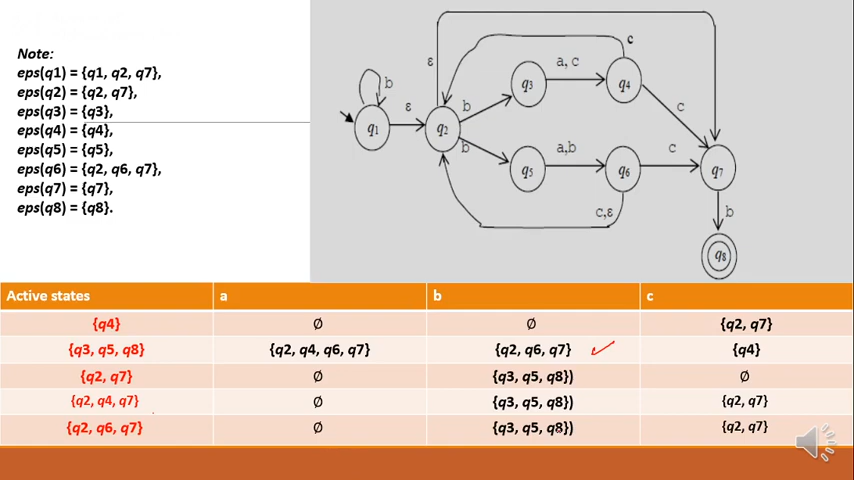 Note:
eps(q1) = {q1, q2, q7},
eps(q2) = {q2, q7},
eps(q3) = {q3},
eps(q4) = {q4},
eps(q5) = {q5},
eps(q6) = {q2, q6, q7},
eps(q7) = {q7},
eps(q8) = {q8}.
c
ε
a, c
q3
q4
b
ε
b
c
q1
q2
b
a,b
c
q5
q6
q7
c,ε
b
q8
Active states a b c
{q4} ∅ ∅ {q2, q7}
{q3, q5, q8} {q2, q4, q6, q7} {q2, q6, q7} {q4}
{q2, q7} ∅ {q3, q5, q8}) ∅
{q2, q4, q7} ∅ {q3, q5, q8}) {q2, q7}
{q2, q6, q7} ∅ {q3, q5, q8}) {q2, q7}